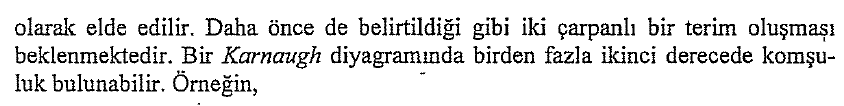 olarak elde edilir. Daha önce de belirtildiği gibi iki çarpanlı bir terim oluşması
beklenmektedir. Bir Karnaugh diyagramında birden fazla ikinci derecede komşu-
luk bulunabilir. Örneğin,